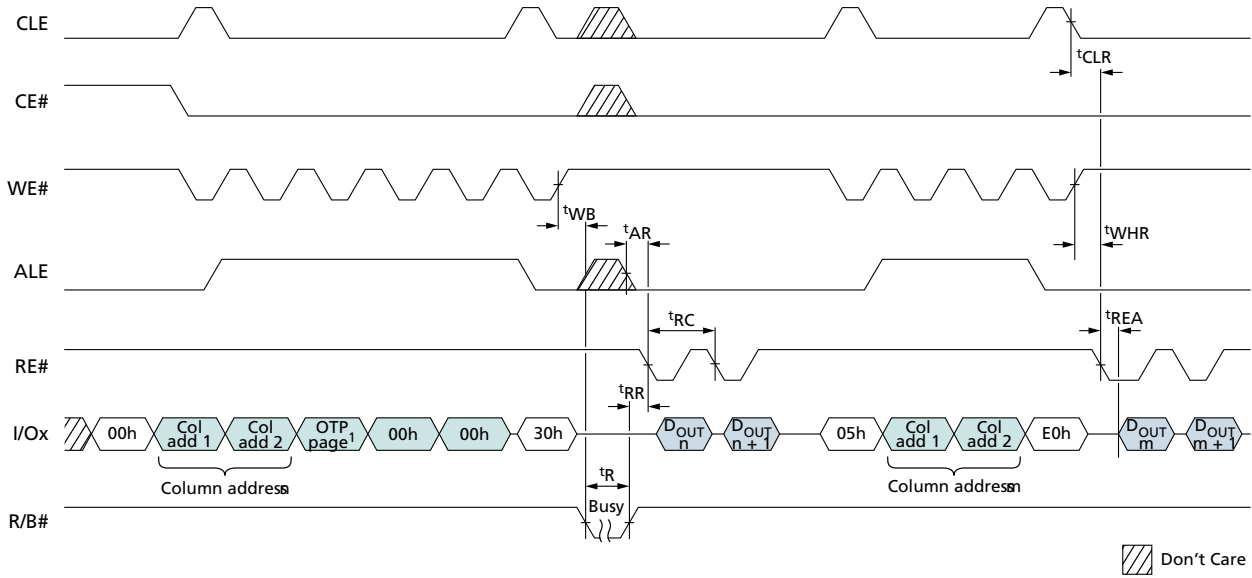 CLE
tCLR
CE#
WE#
tWB
tAR
tWHR
ALE
tRC
tREA
RE#
tRR
I/Ox
00h
Col add 1
Col add 2
OTP page1
00h
00h
30h
DOUT n
DOUT n + 1
05h
Col add 1
Col add 2
E0h
DOUT m
DOUT m + 1
Column address n
tR
Column address m
Busy
R/B#
Don't Care